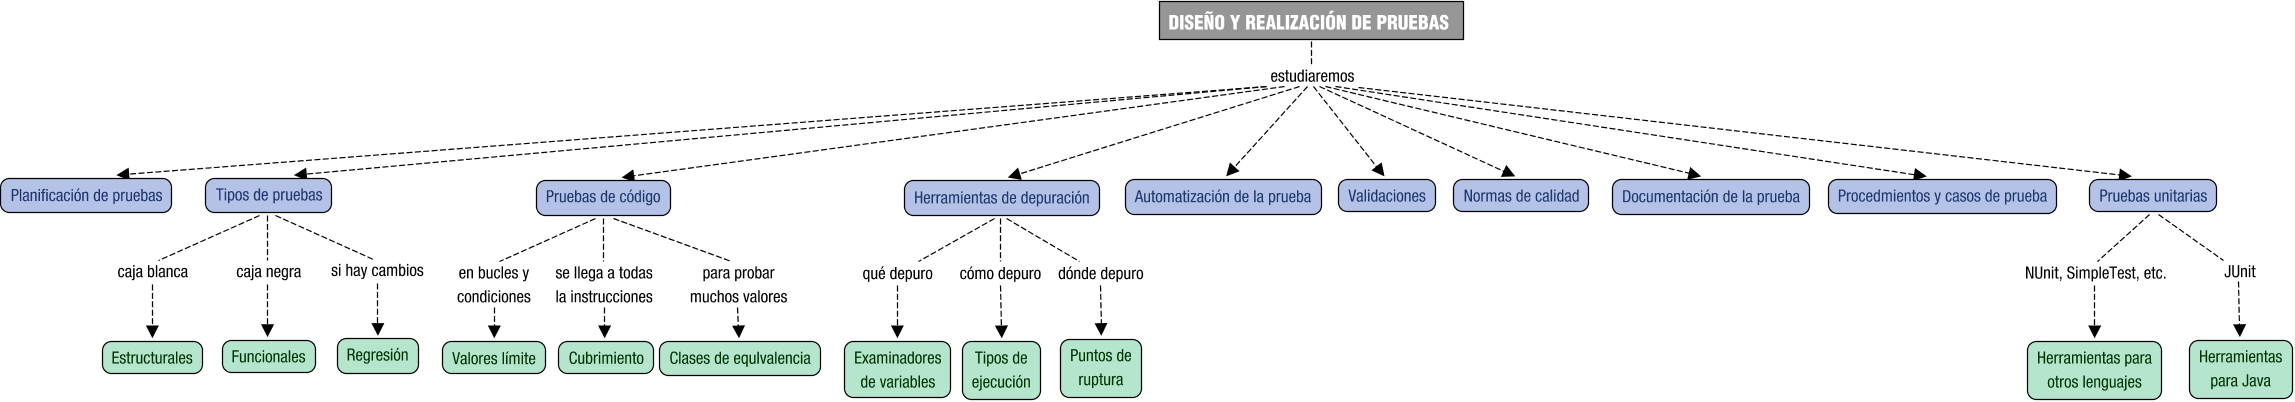 DISEÑO Y REALIZACIÓN DE PRUEBAS
estudiaremos
Planificación de pruebas
Tipos de pruebas
Pruebas de código
Herramientas de depuración
Automatización de la prueba
Validaciones
Normas de calidad
Documentación de la prueba
Procedmientos y casos de prueba
Pruebas unitarias
caja blanca
caja negra
si hay cambios
en bucles y
condiciones
se llega a todas
la instrucciones
para probar
muchos valores
qué depuro
cómo depuro
dónde depuro
NUnit, SimpleTest, etc.
JUnit
Estructurales
Funcionales
Regresión
Valores límite
Cubrimiento
Clases de equlvalencia
Examinadores
de variables
Tipos de
ejecución
Puntos de
ruptura
Herramientas para
otros lenguajes
Herramientas
para Java